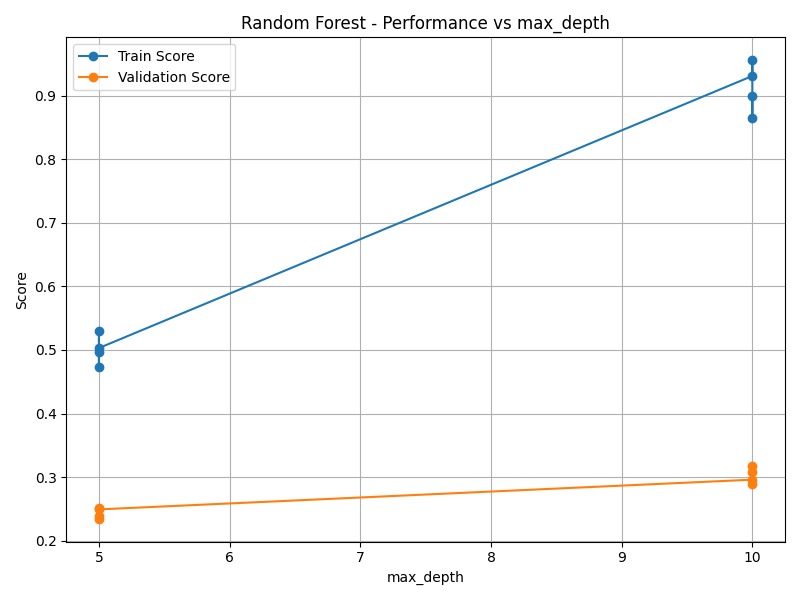 Random Forest - Performance vs max_depth
Train Score
Validation Score
0.9
0.8
0.7
0.6
0.5
0.4
0.3
0.2
Score
5 6 7 8 9 10
max_depth